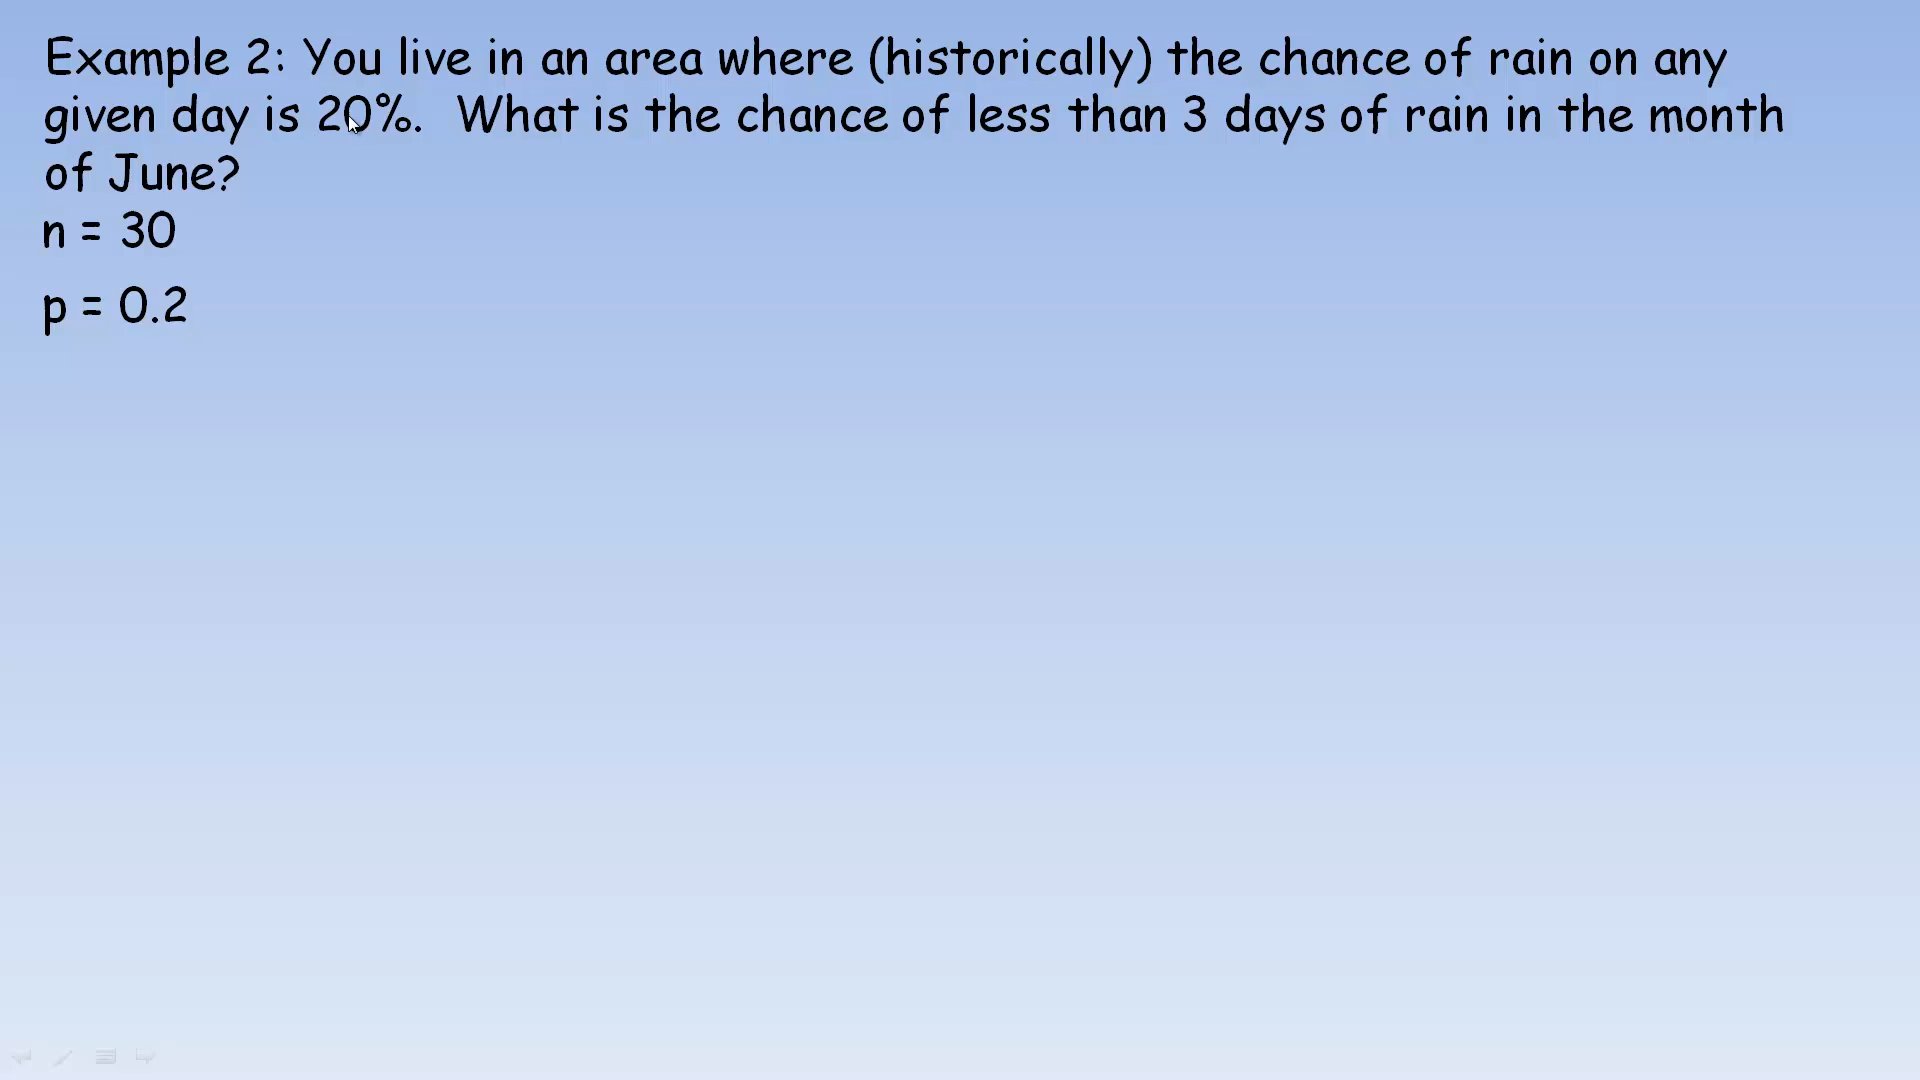 Example 2: You live in an area where (historically) the chance of rain on any
given day is 20%.  What is the chance of less than 3 days of rain in the month
of June?
n = 30
p = 0.2